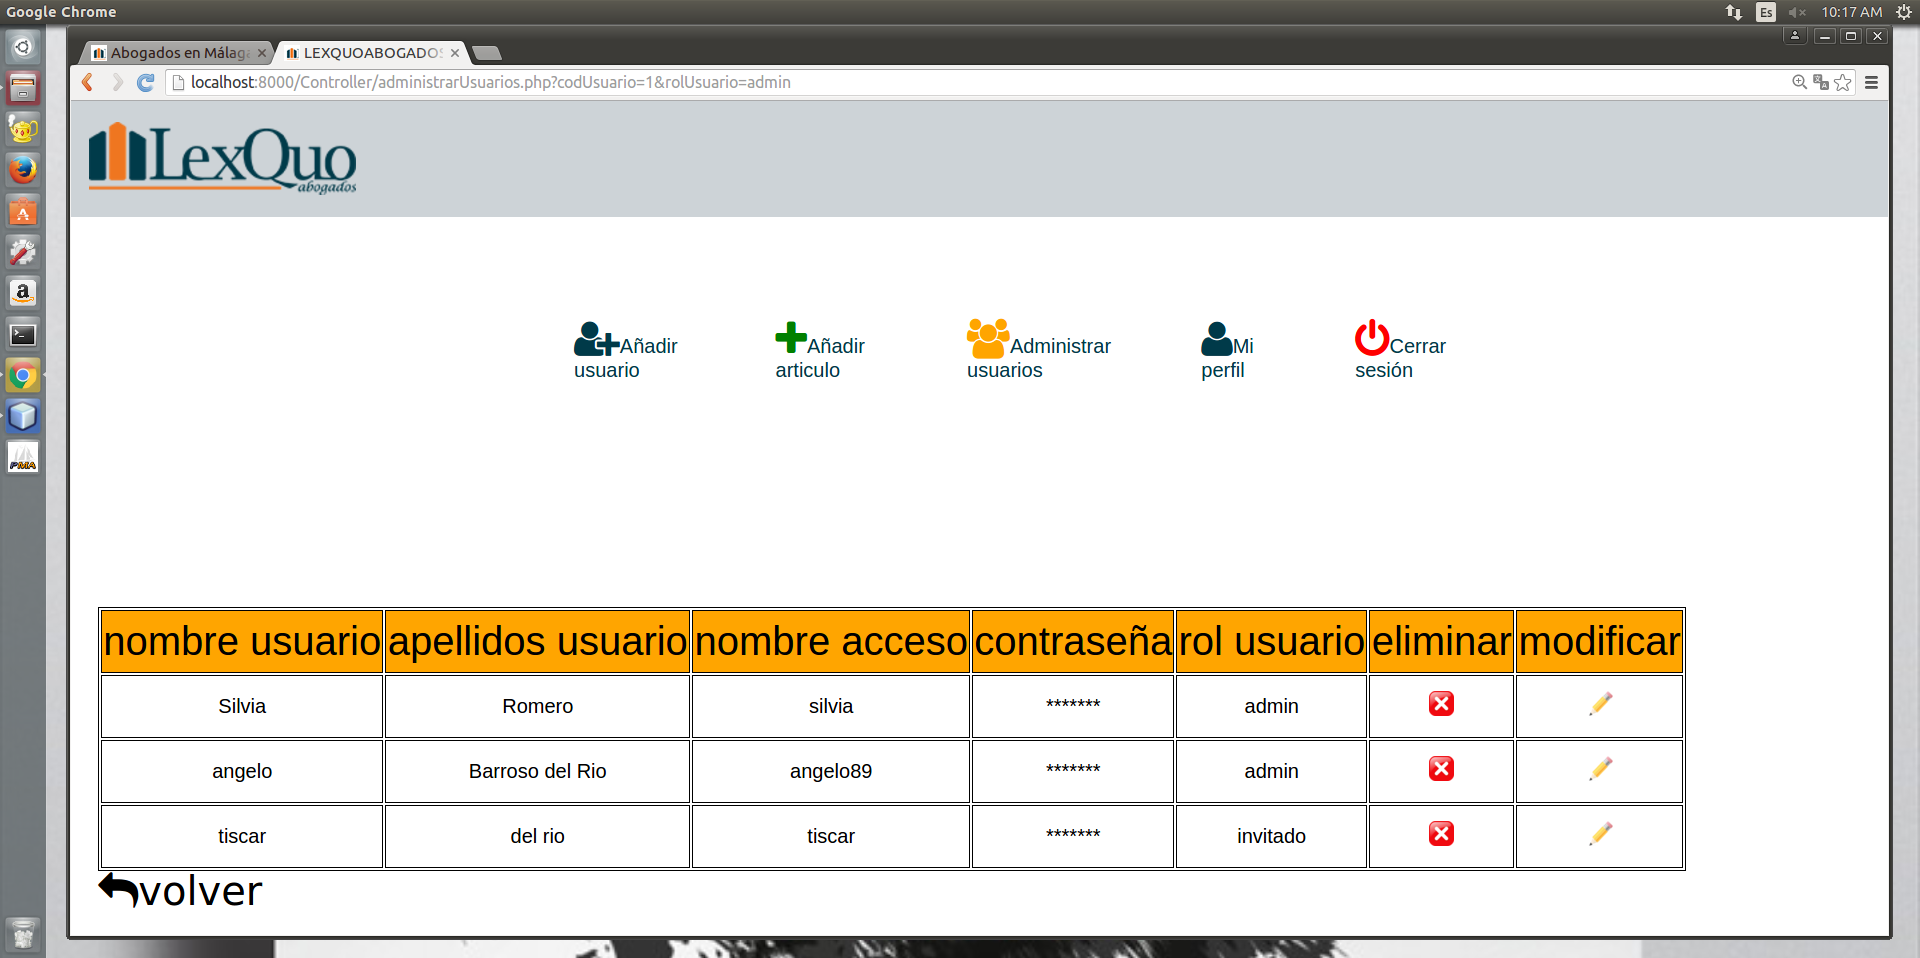 Google Chrome
Es
10:17 AM
Abogados en Málaga
LEXQUOABOGADOS
localhost:8000/Controller/administrarUsuarios.php?codUsuario=1&rolUsuario=admin
LexQuo
abogados
Añadir usuario
Añadir articulo
Administrar usuarios
Mi perfil
Cerrar sesión
nombre usuario apellidos usuario nombre acceso contraseña rol usuario eliminar modificar
Silvia Romero silvia ******* admin
angelo Barroso del Rio angelo89 ******* admin
tiscar del rio tiscar ******* invitado
volver
PMA